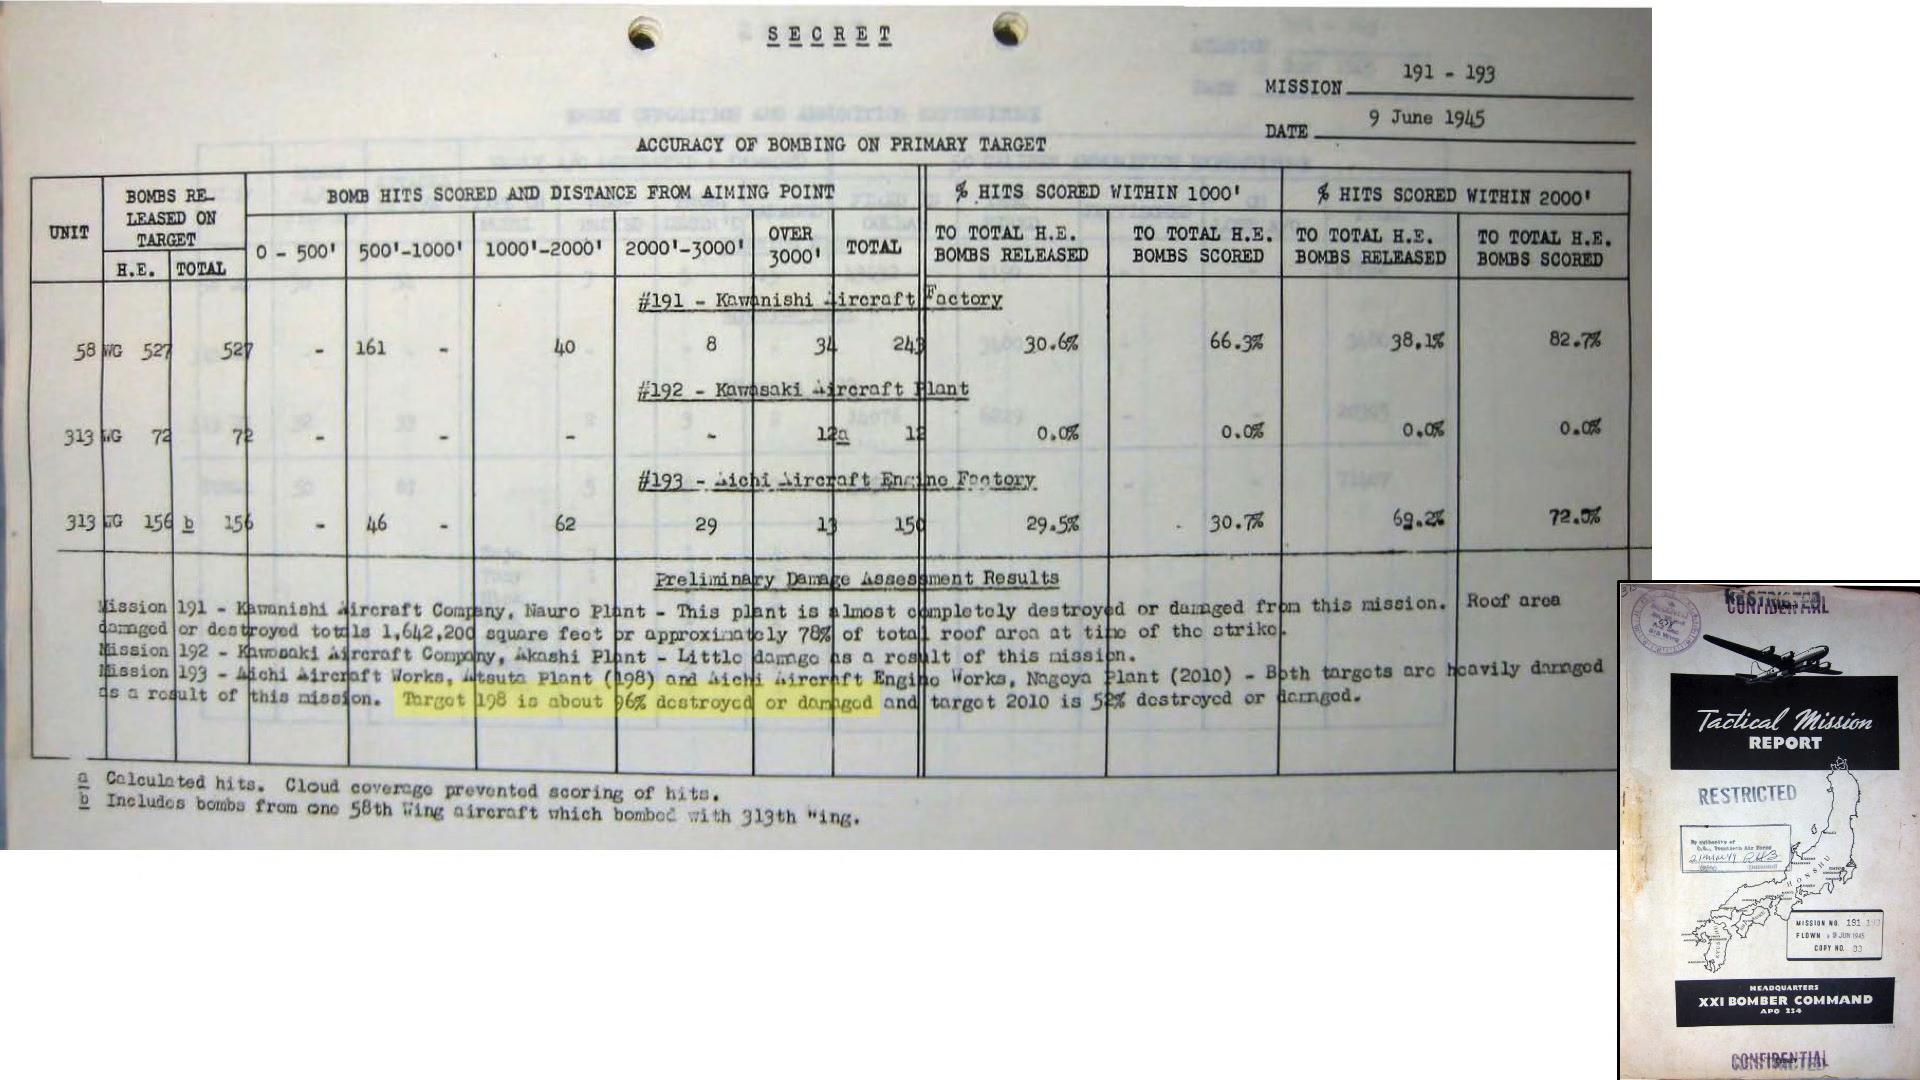 SECRET
MISSION 191 - 193
DATE 9 June 1945
ACCURACY OF BOMBING ON PRIMARY TARGET
UNIT
BOMBS RE-
LEASED ON
TARGET
H.E. TOTAL
BOMB HITS SCORED AND DISTANCE FROM AIMING POINT
0 - 500' 500'-1000' 1000'-2000' 2000'-3000' OVER 3000' TOTAL
% HITS SCORED WITHIN 1000'
TO TOTAL H.E. BOMBS RELEASED
TO TOTAL H.E. BOMBS SCORED
% HITS SCORED WITHIN 2000'
TO TOTAL H.E. BOMBS RELEASED
TO TOTAL H.E. BOMBS SCORED
#191 - Kawanishi Aircraft Factory
58 WG 527 527 - 161 - 40 8 34 243 30.6% 66.3% 38.1% 82.7%
#192 - Kawasaki Aircraft Plant
313 WG 72 72 - - - - 12a 12 0.0% 0.0% 0.0% 0.0%
#193 - Aichi Aircraft Engine Factory
313 WG 156 b 156 - 46 - 62 29 13 150 29.5% 30.7% 69.2%
Preliminary Damage Assessment Results
Mission 191 - Kawanishi Aircraft Company, Nauro Plant - This plant is almost completely destroyed or damaged from this mission. Roof area
damaged or destroyed totals 1,642,200 square feet or approximately 78% of total roof area at time of the strike.
Mission 192 - Kawasaki Aircraft Company, Akashi Plant - Little damage as a result of this mission.
Mission 193 - Aichi Aircraft Works, Atsuta Plant (198) and Aichi Aircraft Engine Works, Nagoya Plant (2010) - Both targets are heavily damaged
as a result of this mission. Target 198 is about 96% destroyed or damaged and target 2010 is 52% destroyed or damaged.
a Calculated hits. Cloud coverage prevented scoring of hits.
b Includes bombs from one 58th Wing aircraft which bombed with 313th Wing.
CONFIDENTIAL
Tactical Mission
REPORT
RESTRICTED
By authority of
HONSHU
MISSION NO. 191 193
FLOWN 9 JUN 1945
COPY NO. 33
HEADQUARTERS
XXI BOMBER COMMAND
APO 234
CONFIDENTIAL